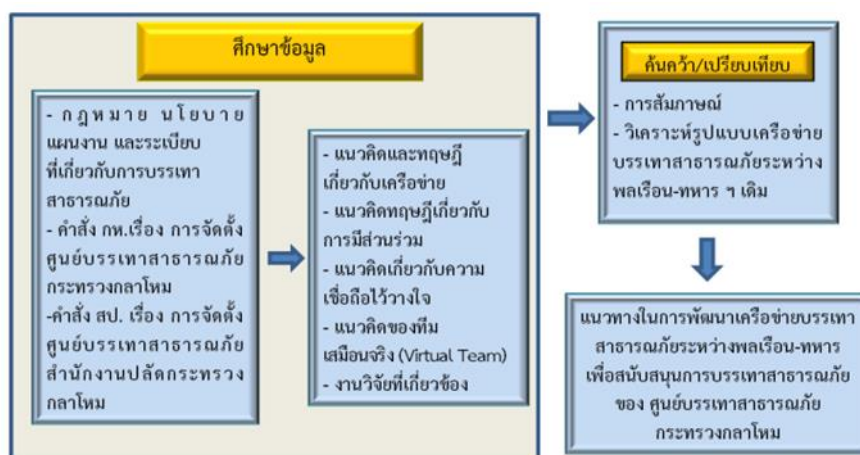 ศึกษาข้อมูล
- กฎหมาย นโยบาย
แผนงาน และระเบียบ
ที่เกี่ยวกับการบรรเทา
สาธารณภัย
- คำสั่ง กห.เรื่อง การจัดตั้ง
ศูนย์บรรเทาสาธารณภัย
กระทรวงกลาโหม
-คำสั่ง สป. เรื่อง การจัดตั้ง
ศูนย์บรรเทาสาธารณภัย
สำนักงานปลัดกระทรวง
กลาโหม
- แนวคิดและทฤษฎี
เกี่ยวกับเครือข่าย
- แนวคิดทฤษฎีเกี่ยวกับ
การมีส่วนร่วม
- แนวคิดเกี่ยวกับความ
เชื่อถือไว้วางใจ
- แนวคิดของทีม
เสมือนจริง (Virtual Team)
- งานวิจัยที่เกี่ยวข้อง
ค้นคว้า/เปรียบเทียบ
- การสัมภาษณ์
- วิเคราะห์รูปแบบเครือข่าย
บรรเทาสาธารณภัยระหว่าง
พลเรือน-ทหาร ฯ เดิม
แนวทางในการพัฒนาเครือข่ายบรรเทา
สาธารณภัยระหว่างพลเรือน-ทหาร
เพื่อสนับสนุนการบรรเทาสาธารณภัย
ของ ศูนย์บรรเทาสาธารณภัย
กระทรวงกลาโหม